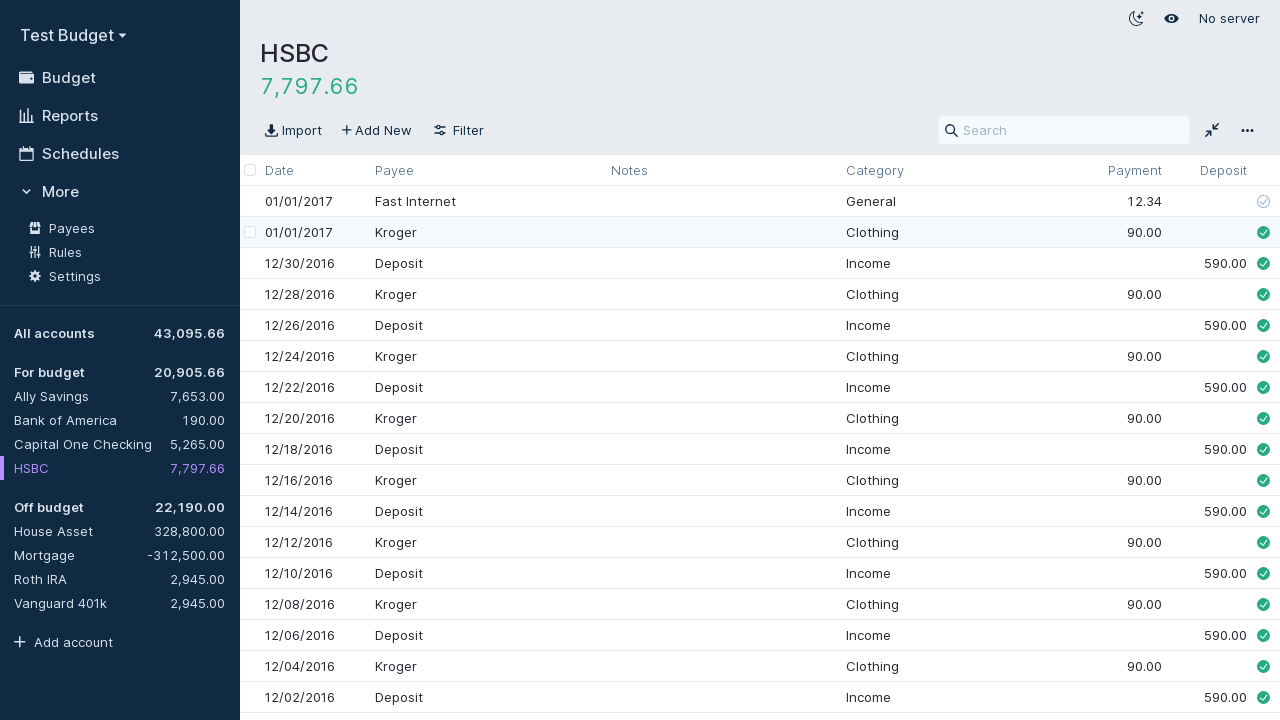 Test Budget
Budget
Reports
Schedules
More
Payees
Rules
Settings
All accounts 43,095.66
For budget 20,905.66
Ally Savings 7,653.00
Bank of America 190.00
Capital One Checking 5,265.00
HSBC 7,797.66
Off budget 22,190.00
House Asset 328,800.00
Mortgage -312,500.00
Roth IRA 2,945.00
Vanguard 401k 2,945.00
Add account
No server
HSBC
7,797.66
Import Add New Filter Search
Date Payee Notes Category Payment Deposit
01/01/2017 Fast Internet General 12.34
01/01/2017 Kroger Clothing 90.00
12/30/2016 Deposit Income 590.00
12/28/2016 Kroger Clothing 90.00
12/26/2016 Deposit Income 590.00
12/24/2016 Kroger Clothing 90.00
12/22/2016 Deposit Income 590.00
12/20/2016 Kroger Clothing 90.00
12/18/2016 Deposit Income 590.00
12/16/2016 Kroger Clothing 90.00
12/14/2016 Deposit Income 590.00
12/12/2016 Kroger Clothing 90.00
12/10/2016 Deposit Income 590.00
12/08/2016 Kroger Clothing 90.00
12/06/2016 Deposit Income 590.00
12/04/2016 Kroger Clothing 90.00
12/02/2016 Deposit Income 590.00